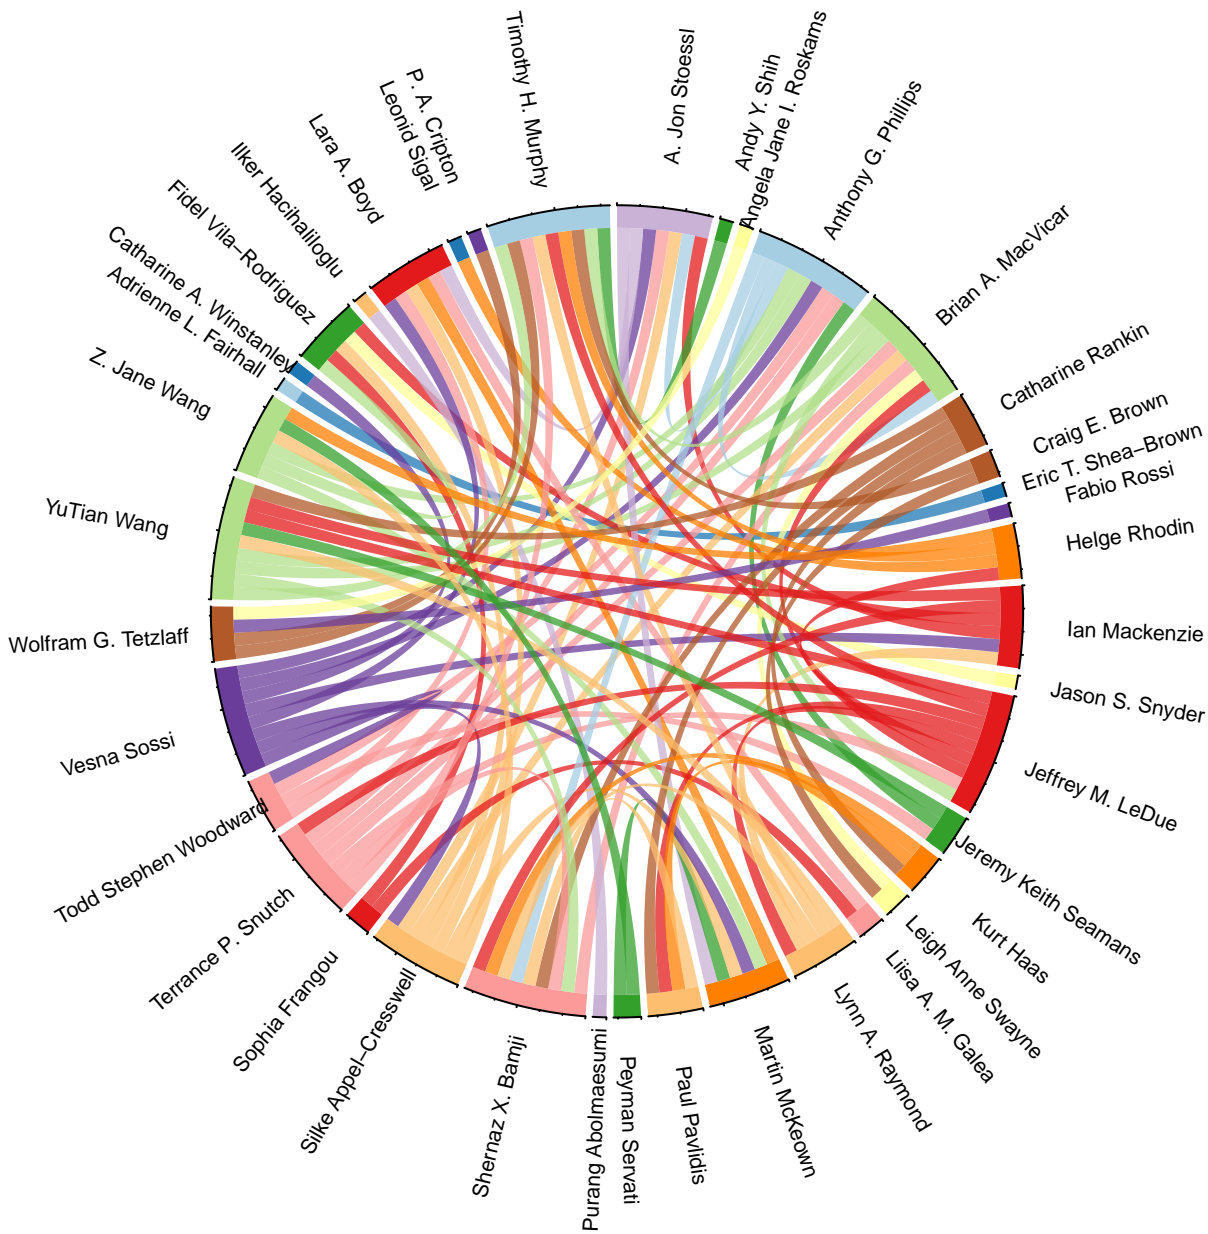 Timothy H. Murphy
A. Jon Stoessl
Andy Y. Shih
Angela Jane I. Roskams
Anthony G. Phillips
Brian A. MacVicar
Catharine Rankin
Craig E. Brown
Eric T. Shea–Brown
Fabio Rossi
Helge Rhodin
Ian Mackenzie
Jason S. Snyder
Jeffrey M. LeDue
Jeremy Keith Seamans
Kurt Haas
Leigh Anne Swayne
Liisa A. M. Galea
Lynn A. Raymond
Martin McKeown
Paul Pavlidis
Peyman Servati
Purang Abolmaesumi
Shernaz X. Bamji
Silke Appel–Cresswell
Sophia Frangou
Terrance P. Snutch
Todd Stephen Woodward
Vesna Sossi
Wolfram G. Tetzlaff
YuTian Wang
Z. Jane Wang
Adrienne L. Fairhall
Catharine A. Winstanley
Fidel Vila–Rodriguez
Ilker Hacihaliloglu
Lara A. Boyd
Leonid Sigal
P. A. Cripton